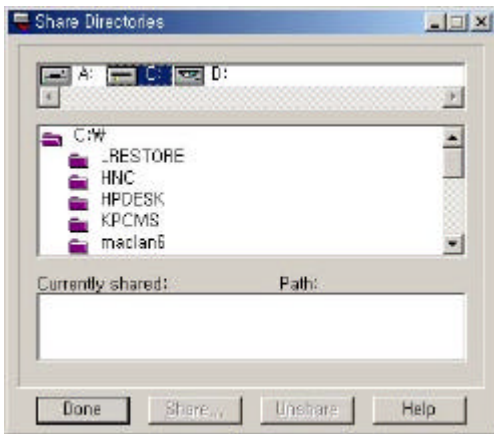 Share Directories
A: C: D:
C:₩
_RESTORE
HNC
HPDESK
KPCMS
maclan6
Currently shared: Path:
Done Share... Unshare Help